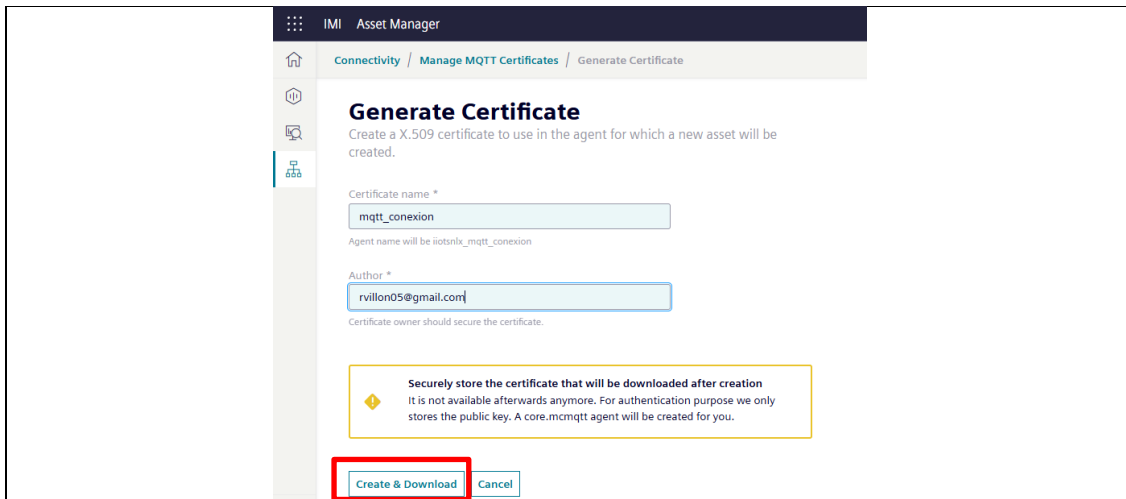 IMI Asset Manager
Connectivity / Manage MQTT Certificates / Generate Certificate
Generate Certificate
Create a X.509 certificate to use in the agent for which a new asset will be
created.
Certificate name *
mqtt_conexion
Agent name will be iiotsnlx_mqtt_conexion
Author *
rvillon05@gmail.com
Certificate owner should secure the certificate.
Securely store the certificate that will be downloaded after creation
It is not available afterwards anymore. For authentication purpose we only
stores the public key. A core.mcmqtt agent will be created for you.
Create & Download Cancel